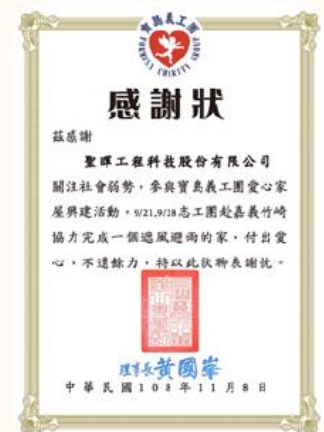 寶島義工團
FORMOSA CHARITY GROUP
感謝狀
茲感謝
聖暉工程科技股份有限公司
關注社會弱勢,參與寶島義工團愛心家
屋興建活動,9/21,9/18志工團赴嘉義竹崎
協力完成一個遮風避雨的家,付出愛
心,不遺餘力,特以此狀聊表謝忱。
理事長黃國峯
中華民國108年11月8日